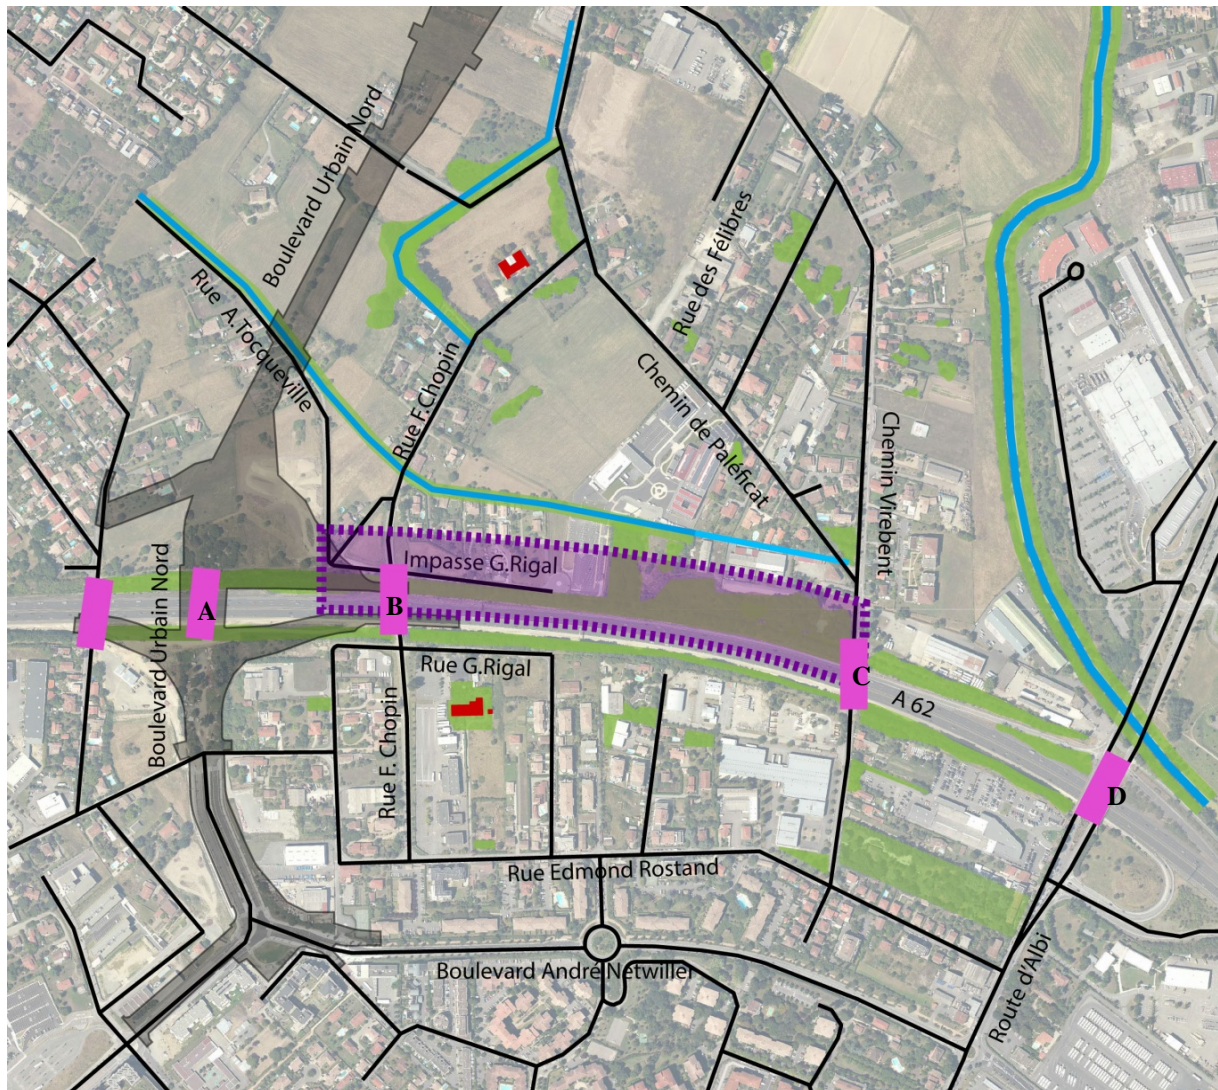 Boulevard Urbain Nord
Rue des Félibres
Rue A.Tocqueville
Rue F.Chopin
Chemin de Paléficat
Chemin Virebent
Impasse G.Rigal
A
B
Boulevard Urbain Nord
Rue G.Rigal
C
A 62
Rue F. Chopin
D
Rue Edmond Rostand
Boulevard André Netwiller
Route d'Albi